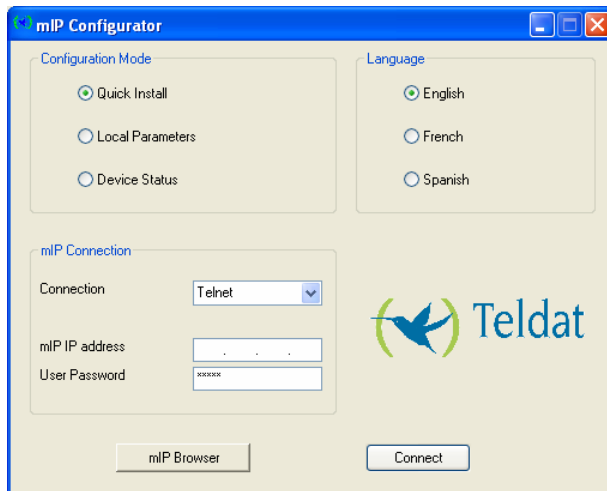 mIP Configurator
Configuration Mode
Quick Install
Local Parameters
Device Status
Language
English
French
Spanish
mIP Connection
Connection
Telnet
mIP IP address
. . .
User Password
*****
Teldat
mIP Browser
Connect